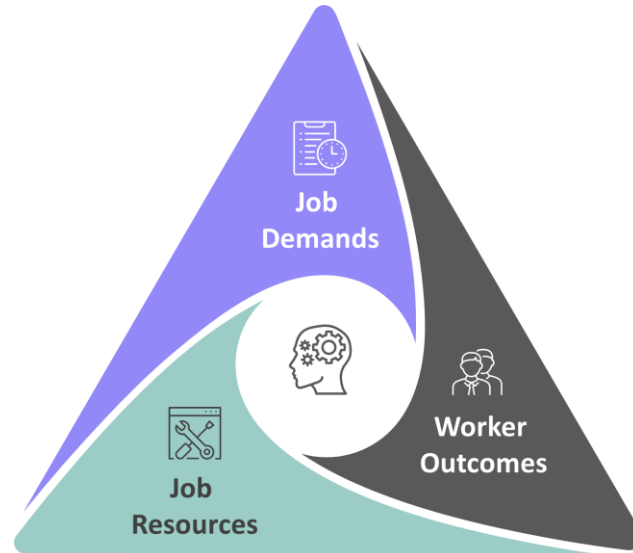 Job
Demands
Worker
Outcomes
Job
Resources